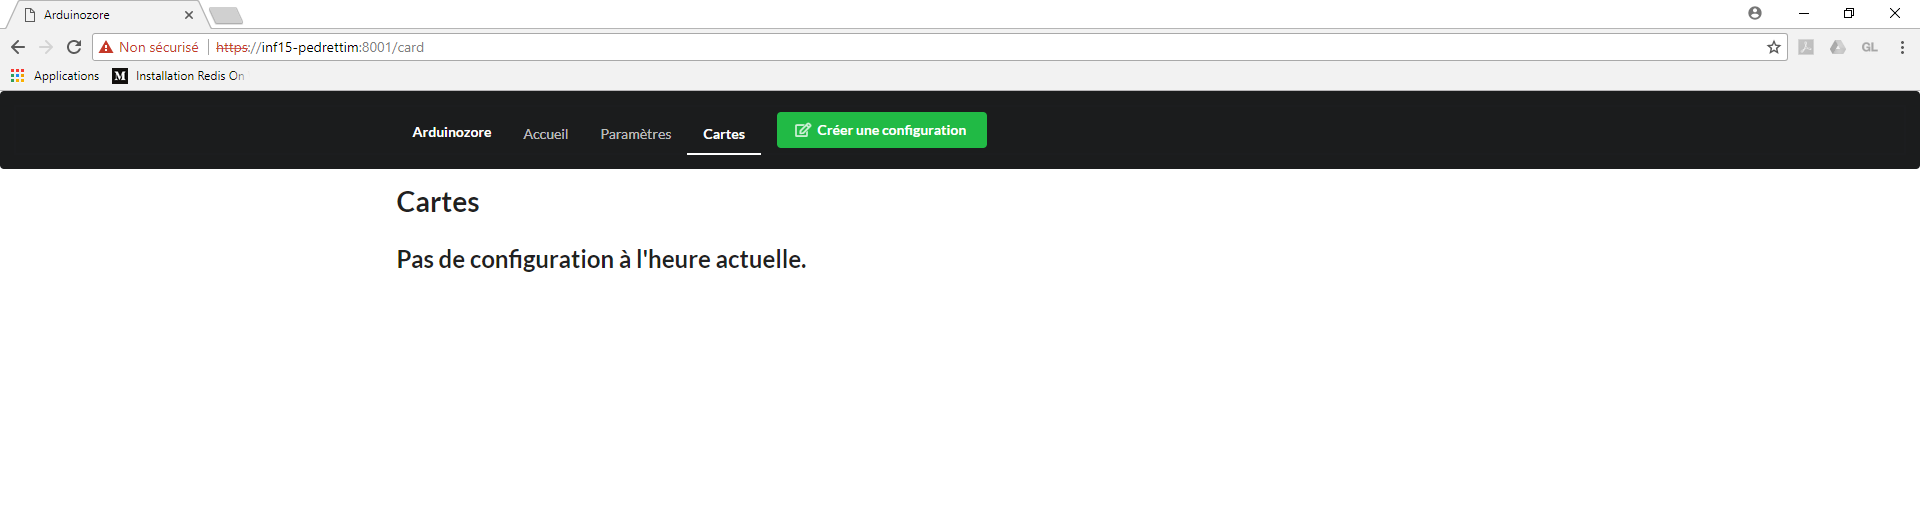 Arduinozore
Non sécurisé https://inf15-pedrettim:8001/card
GL
Applications M Installation Redis On
Arduinozore Accueil Paramètres Cartes Créer une configuration
Cartes
Pas de configuration à l'heure actuelle.